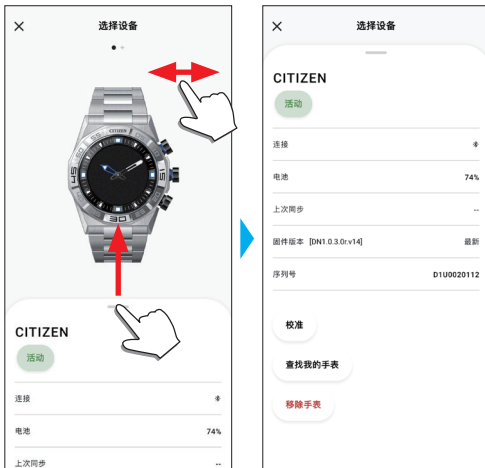 × 选择设备
CITIZEN
活动
连接
电池 74%
上次同步 --
× 选择设备
CITIZEN
活动
连接
电池 74%
上次同步 --
固件版本 [DN1.0.3.0r.v14] 最新
序列号 D1U0020112
校准
查找我的手表
移除手表